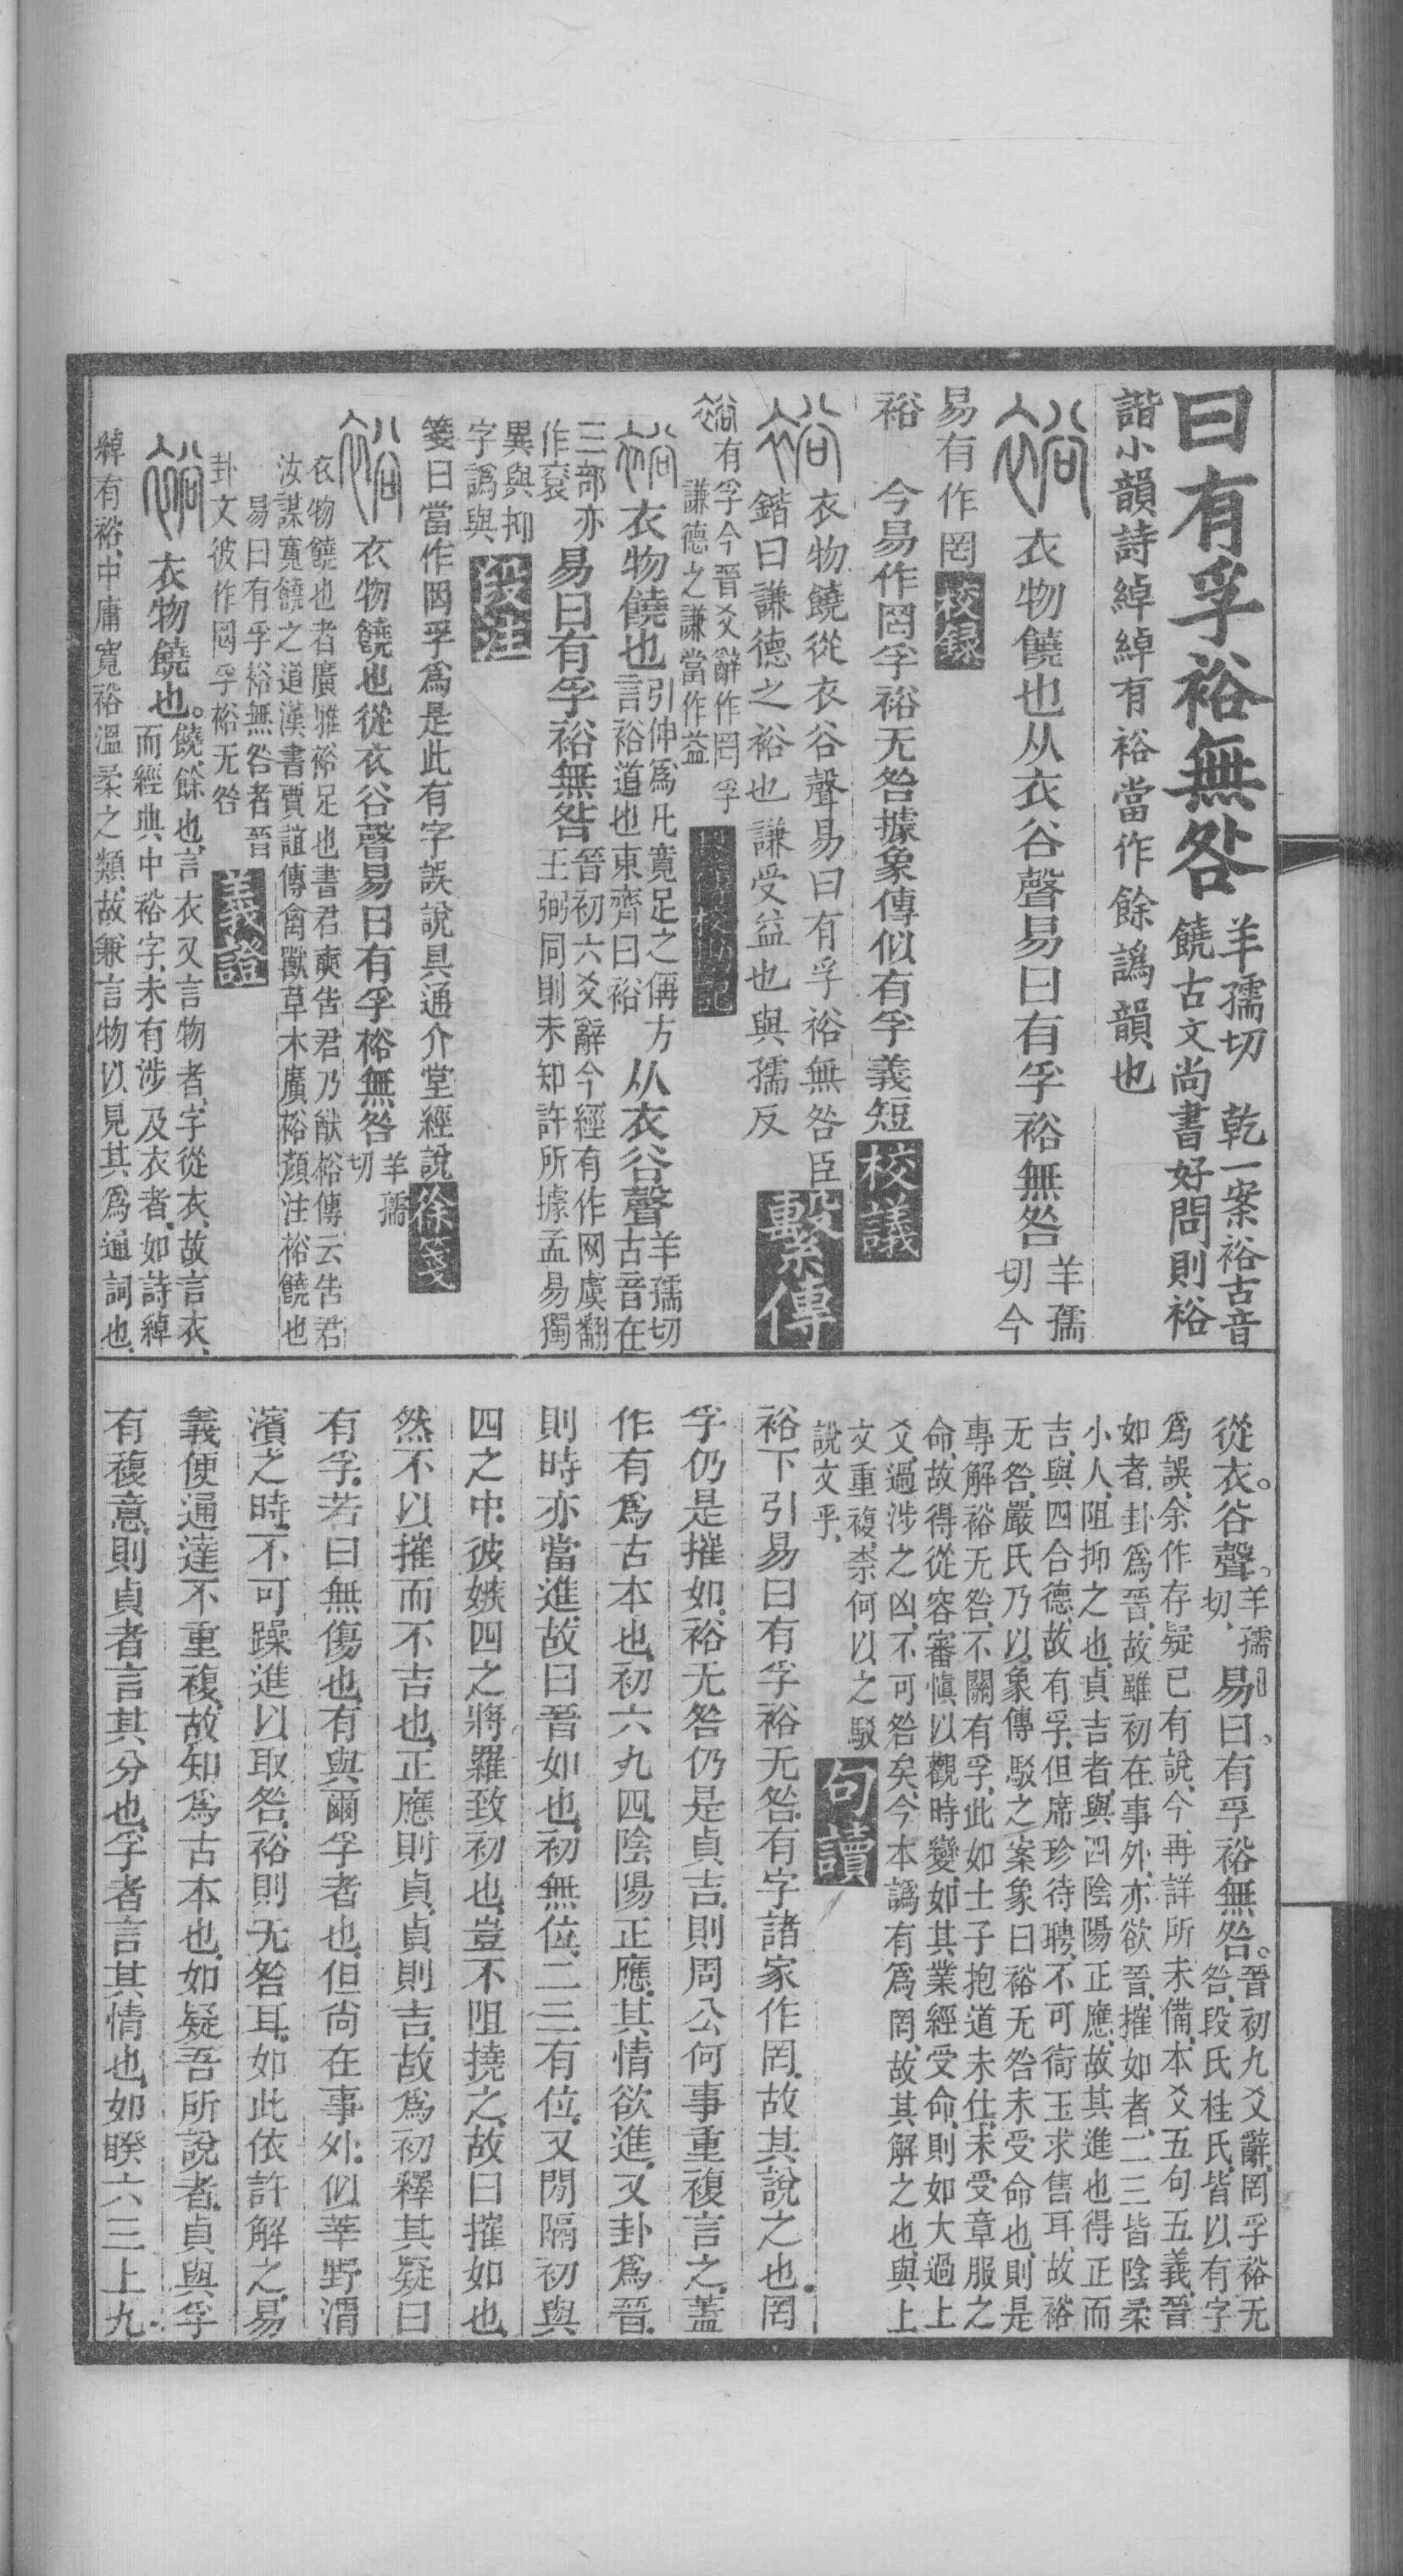 曰有孚裕無咎
羊孺切　乾一案裕古音
饒古文尚書好問則裕
諧小韻詩綽綽有裕當作餘譌韻也
裕衣物饒也从衣谷聲易曰有孚裕無咎
羊孺
切今
易有作罔校錄
裕　今易作罔孚裕无咎據象傳似有孚義短校議
裕衣物饒從衣谷聲易曰有孚裕無咎臣
鍇曰謙德之裕也謙受益也與孺反繫傳
裕有孚今晉爻辭作罔孚
謙德之謙當作益
裕衣物饒也
引伸爲凡寬足之偁方
言裕道也東齊曰裕
从衣谷聲
羊孺切
古音在
三部亦
作袞
易曰有孚裕無咎
晉初六爻辭今經有作网虞翻
王弼同則未知許所據孟易獨
異與抑
字譌與
段注
箋曰當作罔孚爲是此有字誤說具通介堂經說徐箋
裕衣物饒也從衣谷聲易曰有孚裕無咎
羊孺
切
衣物饒也者廣雅裕足也書君奭告君乃猷裕傳云告君
汝謀寬饒之道漢書賈誼傳禽獸草木廣裕顏注裕饒也
易曰有孚裕無咎者晉
卦文彼作罔孚裕无咎
義證
裕衣物饒也。
饒，餘也，言衣又言物者，字從衣，故言衣，
而經典中裕字，未有涉及衣者，如詩綽
綽有裕，中庸寬裕溫柔之類，故兼言物以見其爲通詞也，
從衣。谷聲。
羊孺
切，
易曰，有孚裕無咎。
晉初九爻辭，罔孚裕无
咎，段氏桂氏，皆以有字
爲誤，余作存疑已有說，今再詳所未備，本爻五句五義，晉
如者，卦爲晉，故雖初在事外，亦欲晉，摧如者，二三皆陰柔
小人，阻抑之也，貞吉者，與四陰陽正應，故其進也得正而
吉，與四合德，故有孚，但席珍待聘，不可衒玉求售耳，故裕
无咎，嚴氏乃以象傳駁之案象曰裕无咎未受命也，則是
專解裕无咎，不關有孚，此如士子抱道未仕，未受章服之
命，故得從容審愼以觀時變，如其業經受命，則如大過上
爻，過涉之凶，不可咎矣，今本譌有爲罔，故其解之也，與上
文重複，柰何以之駁
說文乎，
句讀
裕下引易曰有孚裕无咎，有字諸家作罔，故其說之也，罔
孚仍是摧如，裕无咎仍是貞吉，則周公何事重複言之，蓋
作有爲古本也，初六九四，陰陽正應，其情欲進，又卦爲晉，
則時亦當進，故曰晉如也，初無位，二三有位，又閒隔初與
四之中，彼嫉四之將羅致初也，豈不阻撓之，故曰摧如也，
然不以摧而不吉也，正應則貞，貞則吉，故爲初釋其疑曰
有孚，若曰無傷也，有與爾孚者也，但尚在事外，似莘野渭
濱之時，不可躁進以取咎，裕則无咎耳，如此依許解之，易
義便通達不重複，故知爲古本也，如疑吾所說者，貞與孚
有複意，則貞者言其分也，孚者言其情也，如睽六三上九，